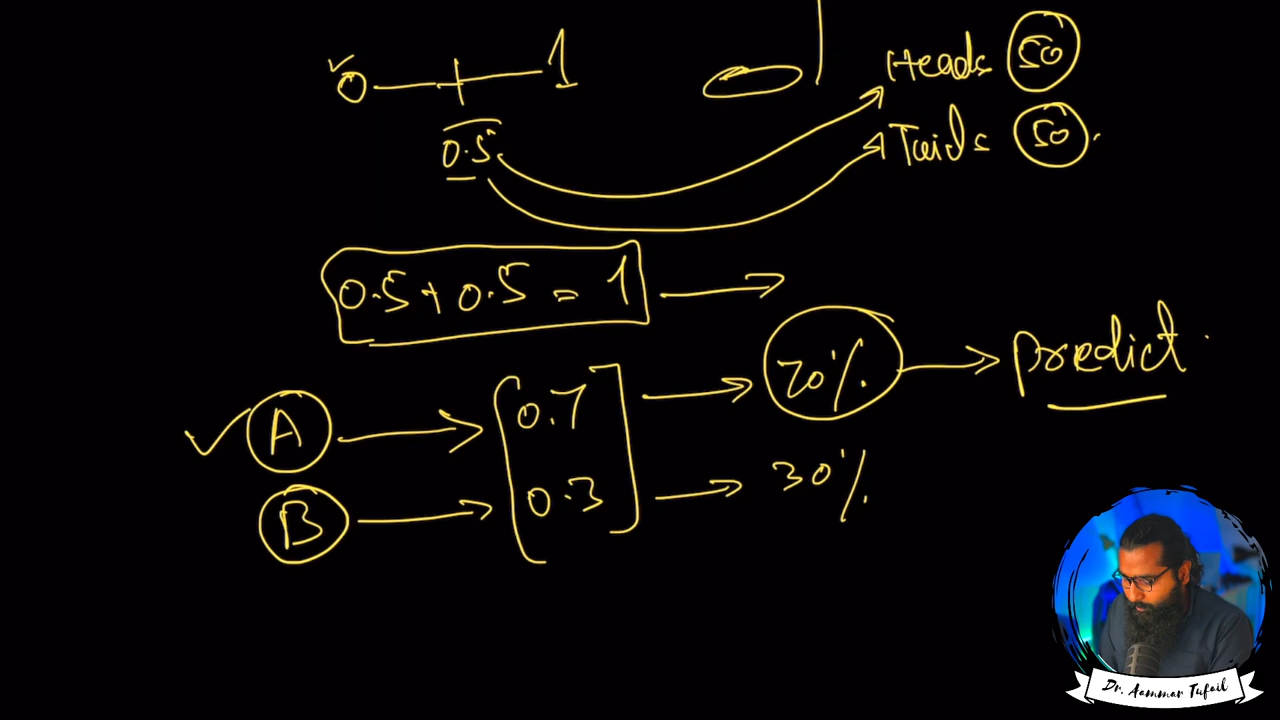 0 1 Heads 50
0.5 Taids 50
0.5 + 0.5 = 1
A 0.7 70% predict
B 0.3 30%
Dr. Aammar Tufail